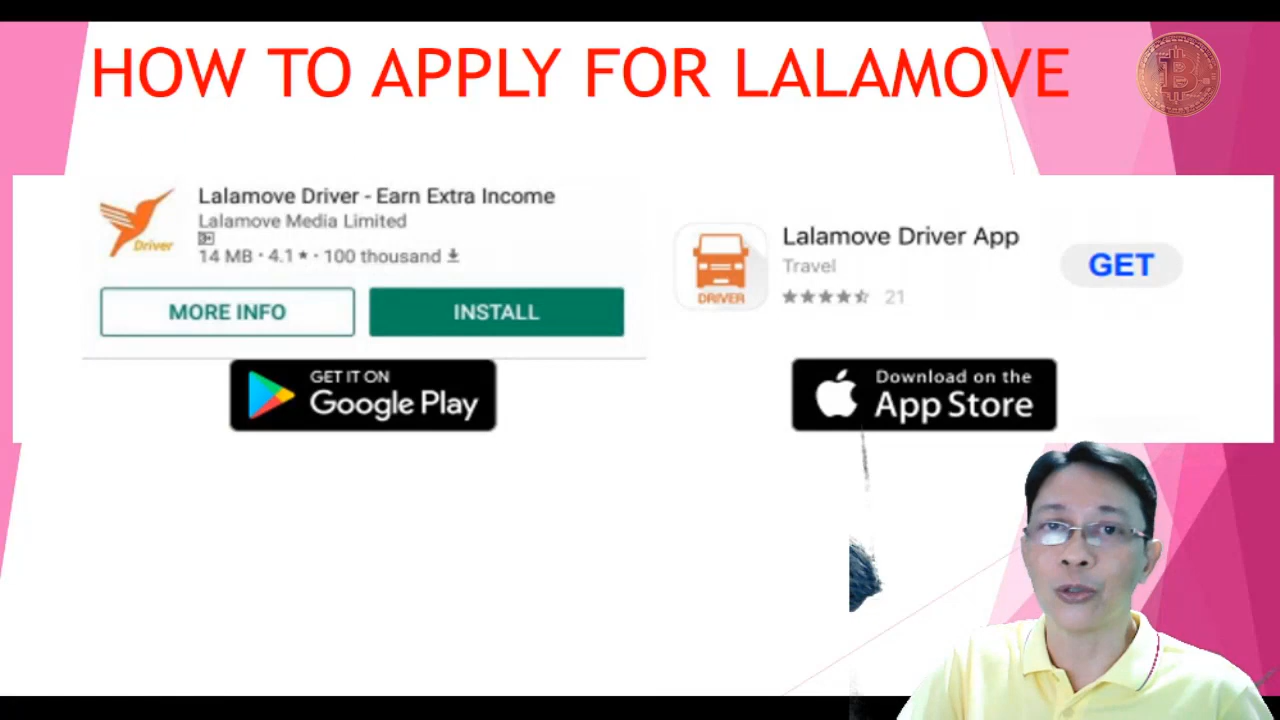 HOW TO APPLY FOR LALAMOVE
Lalamove Driver - Earn Extra Income
Lalamove Media Limited
3+
14 MB · 4.1 ★ · 100 thousand
MORE INFO
INSTALL
Driver
GET IT ON
Google Play
Lalamove Driver App
Travel
21
GET
DRIVER
Download on the
App Store